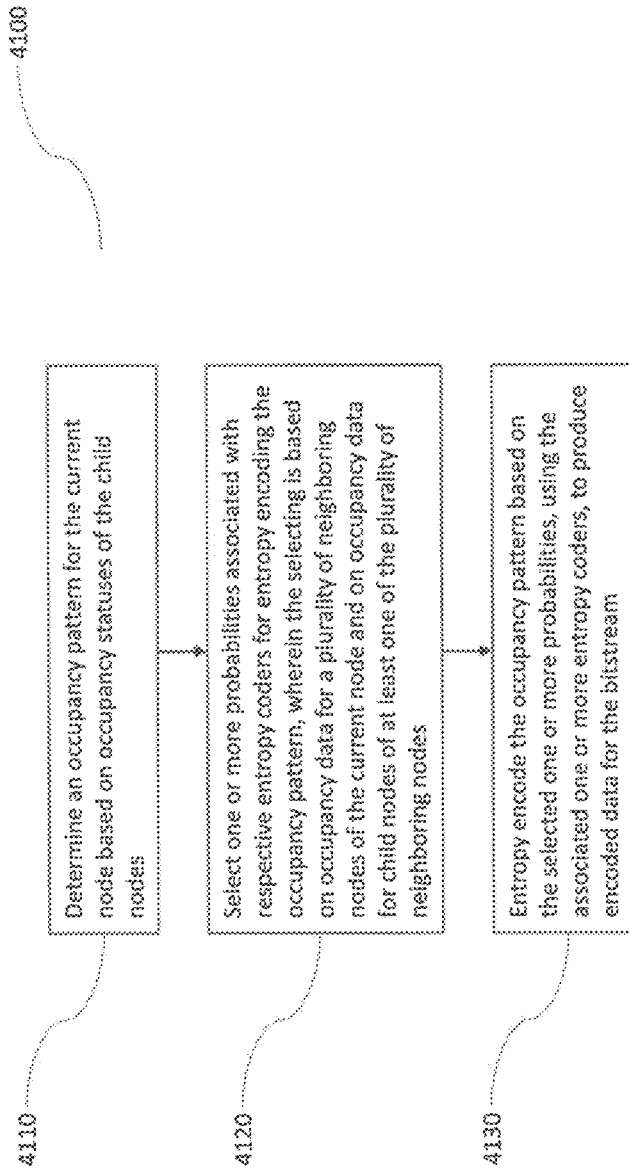 4100
4110
Determine an occupancy pattern for the current
node based on occupancy statuses of the child
nodes
4120
Select one or more probabilities associated with
respective entropy coders for entropy encoding the
occupancy pattern, wherein the selecting is based
on occupancy data for a plurality of neighboring
nodes of the current node and on occupancy data
for child nodes of at least one of the plurality of
neighboring nodes
4130
Entropy encode the occupancy pattern based on
the selected one or more probabilities, using the
associated one or more entropy coders, to produce
encoded data for the bitstream